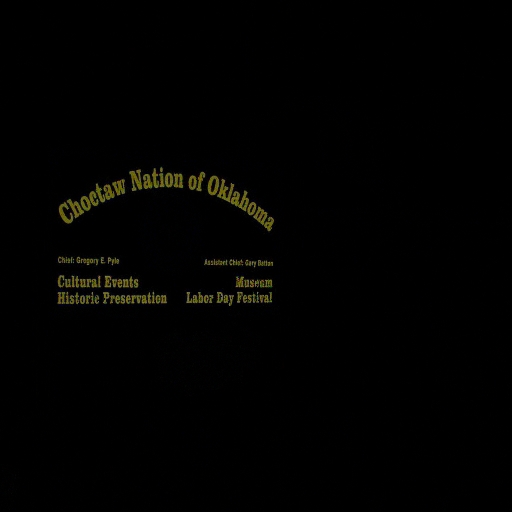 Choctaw Nation of Oklahoma
Chief: Gregory E. Pyle Assistant Chief: Gary Batton
Cultural Events Museum
Historic Preservation Labor Day Festival